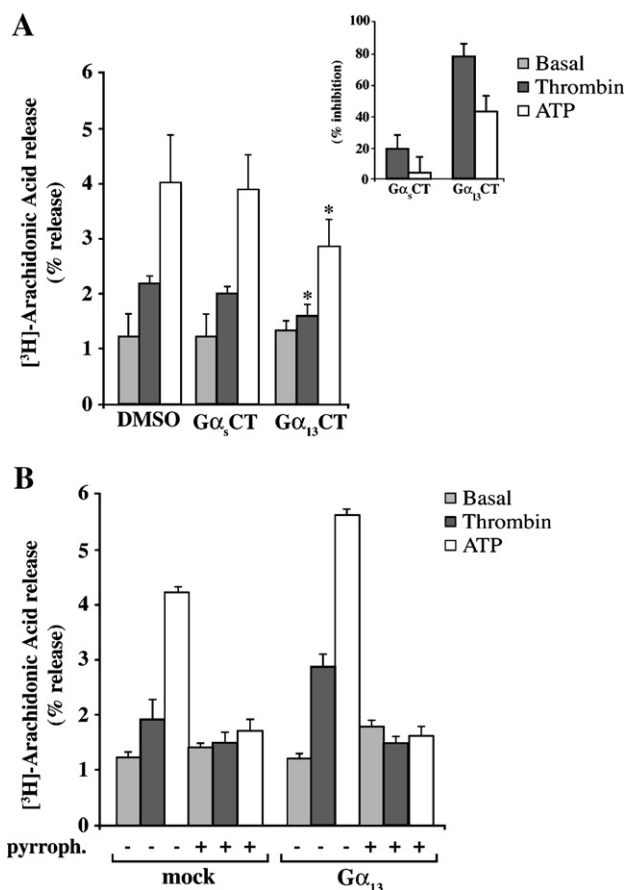 A
[³H]-Arachidonic Acid release
(% release)
6
5
4
3
2
1
0
DMSO
GαₛCT
Gα₁₃CT
*
*
(% inhibition)
100
80
60
40
20
0
GαₛCT
Gα₁₃CT
Basal
Thrombin
ATP
B
[³H]-Arachidonic Acid release
(% release)
6
5
4
3
2
1
0
Basal
Thrombin
ATP
pyrroph. - - - + + + - - - + + +
mock
Gα₁₃